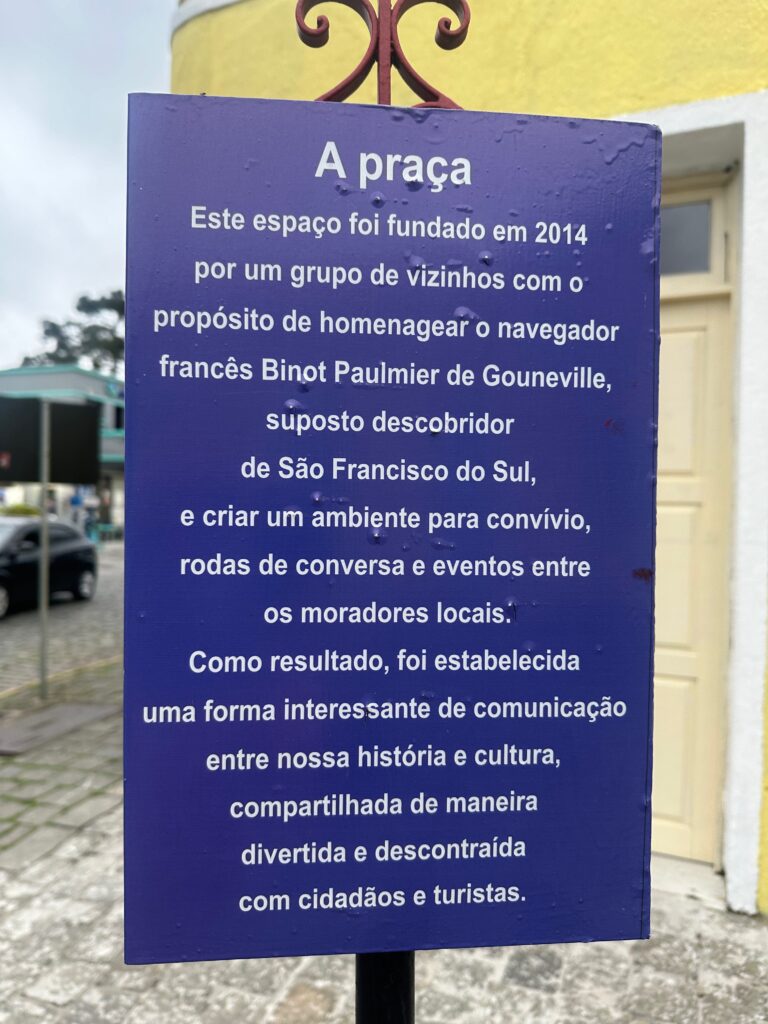 A praça
Este espaço foi fundado em 2014
por um grupo de vizinhos com o
propósito de homenagear o navegador
francês Binot Paulmier de Gouneville,
suposto descobridor
de São Francisco do Sul,
e criar um ambiente para convívio,
rodas de conversa e eventos entre
os moradores locais.
Como resultado, foi estabelecida
uma forma interessante de comunicação
entre nossa história e cultura,
compartilhada de maneira
divertida e descontraída
com cidadãos e turistas.